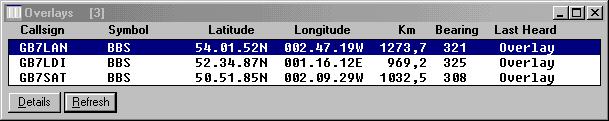 Overlays [3]
Callsign Symbol Latitude Longitude Km Bearing Last Heard
GB7LAN BBS 54.01.52N 002.47.19W 1273,7 321 Overlay
GB7LDI BBS 52.34.87N 001.16.12E 969,2 325 Overlay
GB7SAT BBS 50.51.85N 002.09.29W 1032,5 308 Overlay
Details Refresh